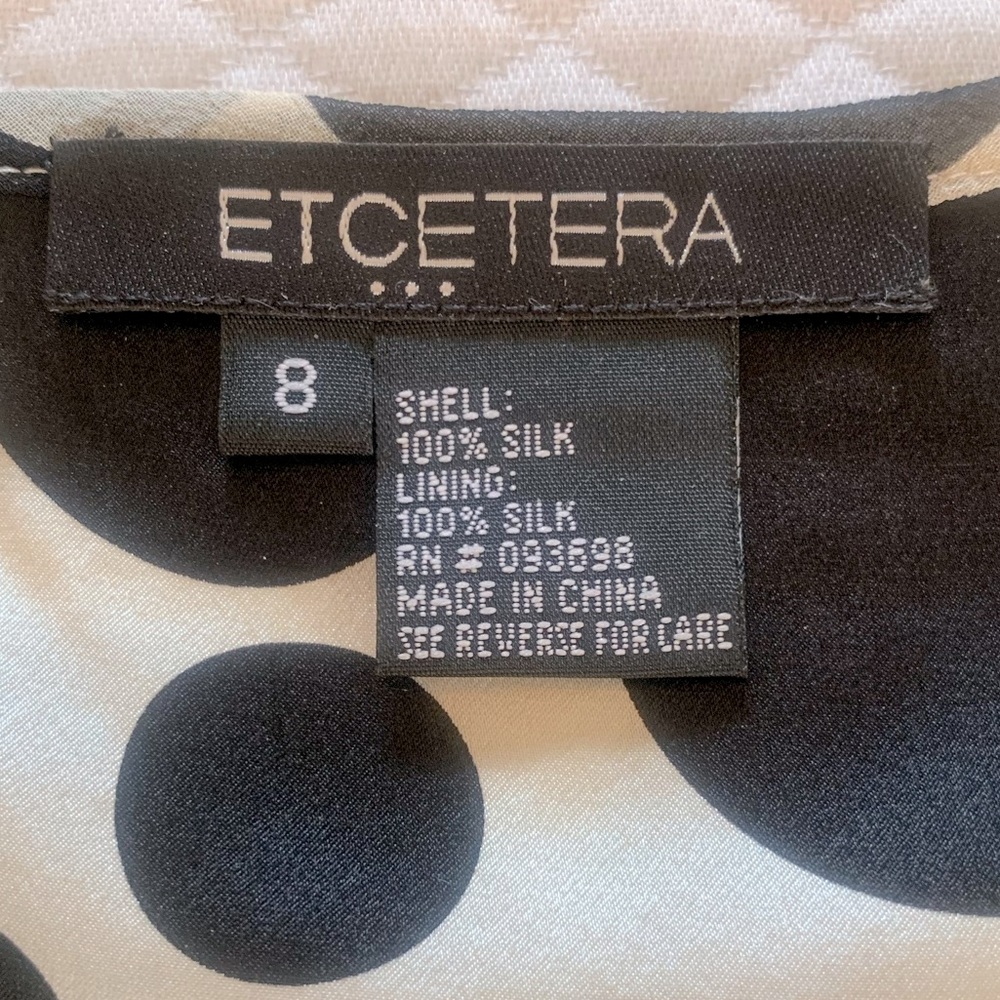 ETCETERA
8
SHELL:
100% SILK
LINING:
100% SILK
RN # 093698
MADE IN CHINA
SEE REVERSE FOR CARE